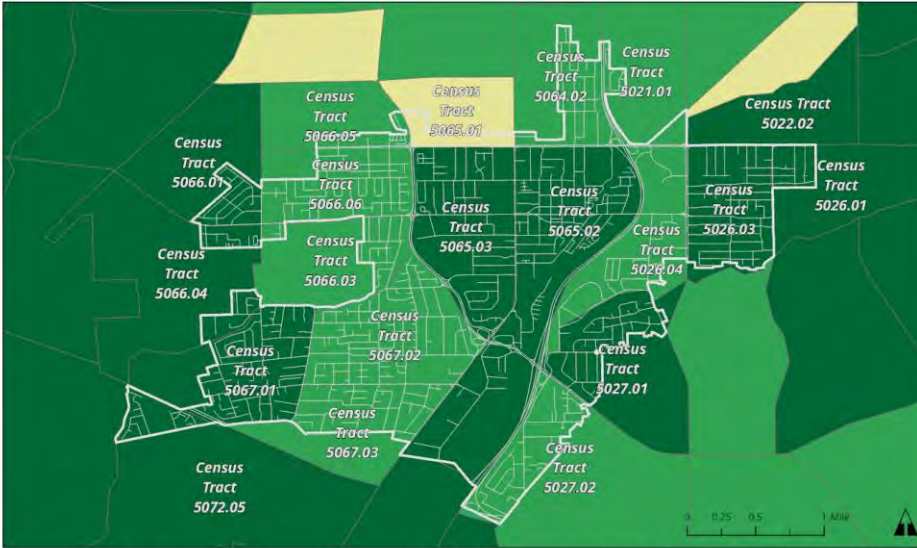 Census
Tract
5064.02
Census
Tract
5021.01
Census
Tract
5065.01
Census
Tract
5066.05
Census Tract
5022.02
Census
Tract
5066.01
Census
Tract
5066.06
Census
Tract
5026.01
Census
Tract
5065.03
Census
Tract
5065.02
Census
Tract
5026.03
Census
Tract
5066.04
Census
Tract
5066.03
Census
Tract
5026.04
Census
Tract
5067.02
Census
Tract
5067.01
Census
Tract
5027.01
Census
Tract
5067.03
Census
Tract
5072.05
Census
Tract
5027.02
0 0.25 0.5 1 Mile